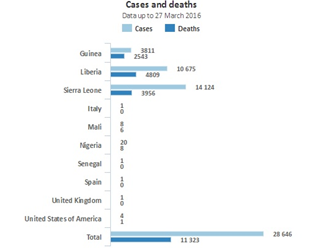 Cases and deaths
Data up to 27 March 2016
Cases Deaths
Guinea 3811
2543
Liberia 10 675
4809
Sierra Leone 14 124
3956
Italy 1
0
Mali 8
6
Nigeria 20
8
Senegal 1
0
Spain 1
0
United Kingdom 1
0
United States of America 4
1
Total 28 646
11 323